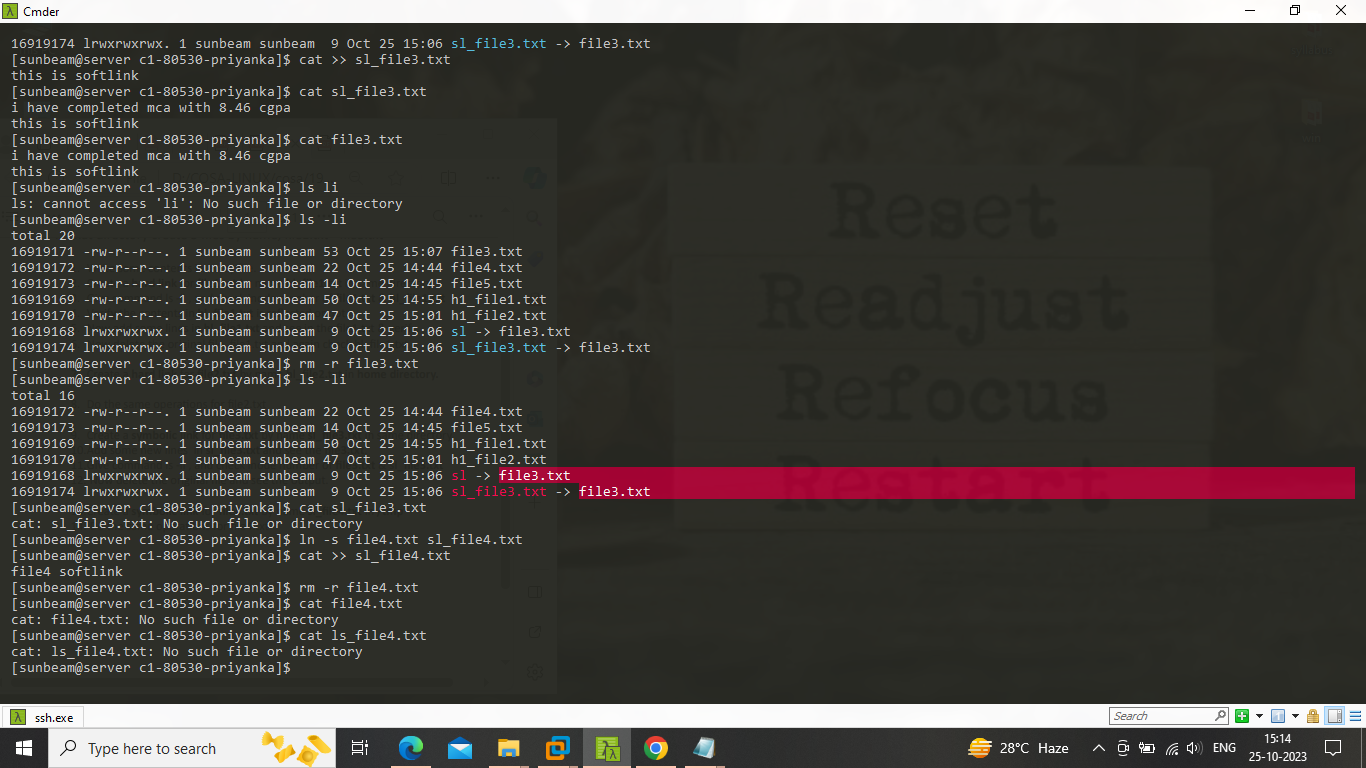 Cmder
16919174 lrwxrwxrwx. 1 sunbeam sunbeam  9 Oct 25 15:06 sl_file3.txt -> file3.txt
[sunbeam@server c1-80530-priyanka]$ cat >> sl_file3.txt
this is softlink
[sunbeam@server c1-80530-priyanka]$ cat sl_file3.txt
i have completed mca with 8.46 cgpa
this is softlink
[sunbeam@server c1-80530-priyanka]$ cat file3.txt
i have completed mca with 8.46 cgpa
this is softlink
[sunbeam@server c1-80530-priyanka]$ ls li
ls: cannot access 'li': No such file or directory
[sunbeam@server c1-80530-priyanka]$ ls -li
total 20
16919171 -rw-r--r--. 1 sunbeam sunbeam 53 Oct 25 15:07 file3.txt
16919172 -rw-r--r--. 1 sunbeam sunbeam 22 Oct 25 14:44 file4.txt
16919173 -rw-r--r--. 1 sunbeam sunbeam 14 Oct 25 14:45 file5.txt
16919169 -rw-r--r--. 1 sunbeam sunbeam 50 Oct 25 14:55 h1_file1.txt
16919170 -rw-r--r--. 1 sunbeam sunbeam 47 Oct 25 15:01 h1_file2.txt
16919168 lrwxrwxrwx. 1 sunbeam sunbeam  9 Oct 25 15:06 sl -> file3.txt
16919174 lrwxrwxrwx. 1 sunbeam sunbeam  9 Oct 25 15:06 sl_file3.txt -> file3.txt
[sunbeam@server c1-80530-priyanka]$ rm -r file3.txt
[sunbeam@server c1-80530-priyanka]$ ls -li
total 16
16919172 -rw-r--r--. 1 sunbeam sunbeam 22 Oct 25 14:44 file4.txt
16919173 -rw-r--r--. 1 sunbeam sunbeam 14 Oct 25 14:45 file5.txt
16919169 -rw-r--r--. 1 sunbeam sunbeam 50 Oct 25 14:55 h1_file1.txt
16919170 -rw-r--r--. 1 sunbeam sunbeam 47 Oct 25 15:01 h1_file2.txt
16919168 lrwxrwxrwx. 1 sunbeam sunbeam  9 Oct 25 15:06 sl -> file3.txt
16919174 lrwxrwxrwx. 1 sunbeam sunbeam  9 Oct 25 15:06 sl_file3.txt -> file3.txt
[sunbeam@server c1-80530-priyanka]$ cat sl_file3.txt
cat: sl_file3.txt: No such file or directory
[sunbeam@server c1-80530-priyanka]$ ln -s file4.txt sl_file4.txt
[sunbeam@server c1-80530-priyanka]$ cat >> sl_file4.txt
file4 softlink
[sunbeam@server c1-80530-priyanka]$ rm -r file4.txt
[sunbeam@server c1-80530-priyanka]$ cat file4.txt
cat: file4.txt: No such file or directory
[sunbeam@server c1-80530-priyanka]$ cat ls_file4.txt
cat: ls_file4.txt: No such file or directory
[sunbeam@server c1-80530-priyanka]$
Reset
Readjust
Refocus
Restart
ssh.exe
Search
Type here to search
28°C Haze
ENG
15:14
25-10-2023